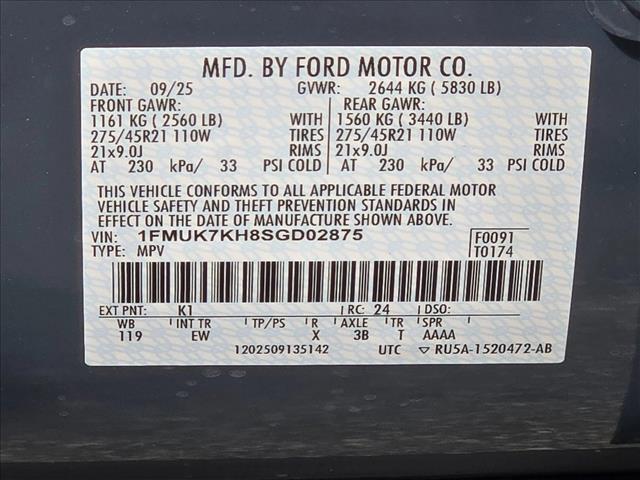 MFD. BY FORD MOTOR CO.
DATE: 09/25 GVWR: 2644 KG ( 5830 LB)
FRONT GAWR: REAR GAWR:
1161 KG ( 2560 LB) WITH 1560 KG ( 3440 LB) WITH
275/45R21 110W TIRES 275/45R21 110W TIRES
21x9.0J RIMS 21x9.0J RIMS
AT 230 kPa/ 33 PSI COLD AT 230 kPa/ 33 PSI COLD
THIS VEHICLE CONFORMS TO ALL APPLICABLE FEDERAL MOTOR
VEHICLE SAFETY AND THEFT PREVENTION STANDARDS IN
EFFECT ON THE DATE OF MANUFACTURE SHOWN ABOVE.
VIN: 1FMUK7KH8SGD02875 F0091
TYPE: MPV T0174
EXT PNT: K1 RC: 24 DSO:
WB INT TR TP/PS R AXLE TR SPR
119 EW X 3B T AAAA
1202509135142 UTC ▽ RU5A-1520472-AB